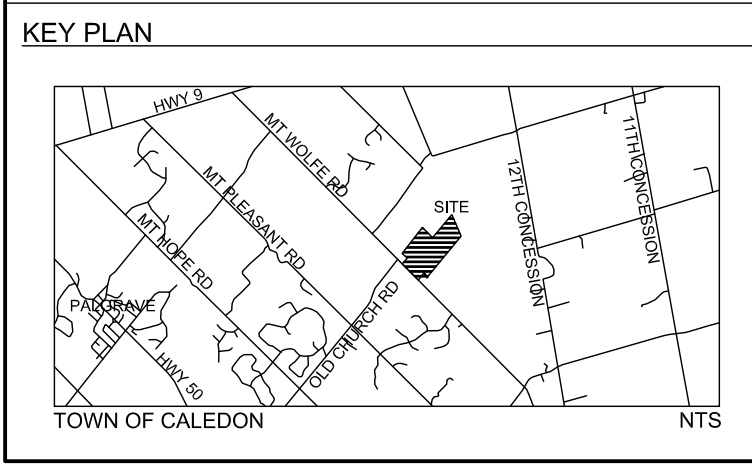 KEY PLAN
HWY 9
MT WOLFE RD
MT PLEASANT RD
MT HOPE RD
12TH CONCESSION
11TH CONCESSION
SITE
PALGRAVE
OLD CHURCH RD
HWY 50
TOWN OF CALEDON
NTS